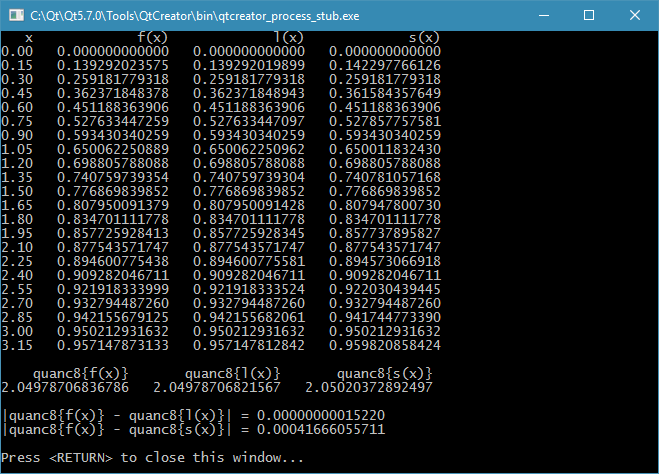 C:\Qt\Qt5.7.0\Tools\QtCreator\bin\qtcreator_process_stub.exe
x f(x) l(x) s(x)
0.00 0.000000000000 0.000000000000 0.000000000000
0.15 0.139292023575 0.139292019899 0.142297766126
0.30 0.259181779318 0.259181779318 0.259181779318
0.45 0.362371848378 0.362371848943 0.361584357649
0.60 0.451188363906 0.451188363906 0.451188363906
0.75 0.527633447259 0.527633447097 0.527857757581
0.90 0.593430340259 0.593430340259 0.593430340259
1.05 0.650062250889 0.650062250962 0.650011832430
1.20 0.698805788088 0.698805788088 0.698805788088
1.35 0.740759739354 0.740759739304 0.740781057168
1.50 0.776869839852 0.776869839852 0.776869839852
1.65 0.807950091379 0.807950091428 0.807947800730
1.80 0.834701111778 0.834701111778 0.834701111778
1.95 0.857725928413 0.857725928345 0.857737895827
2.10 0.877543571747 0.877543571747 0.877543571747
2.25 0.894600775438 0.894600775581 0.894573066918
2.40 0.909282046711 0.909282046711 0.909282046711
2.55 0.921918333999 0.921918333524 0.922030439445
2.70 0.932794487260 0.932794487260 0.932794487260
2.85 0.942155679125 0.942155682061 0.941744773390
3.00 0.950212931632 0.950212931632 0.950212931632
3.15 0.957147873133 0.957147812842 0.959820858424
quanc8{f(x)} quanc8{l(x)} quanc8{s(x)}
2.04978706836786 2.04978706821567 2.05020372892497
|quanc8{f(x)} - quanc8{l(x)}| = 0.00000000015220
|quanc8{f(x)} - quanc8{s(x)}| = 0.00041666055711
Press <RETURN> to close this window...